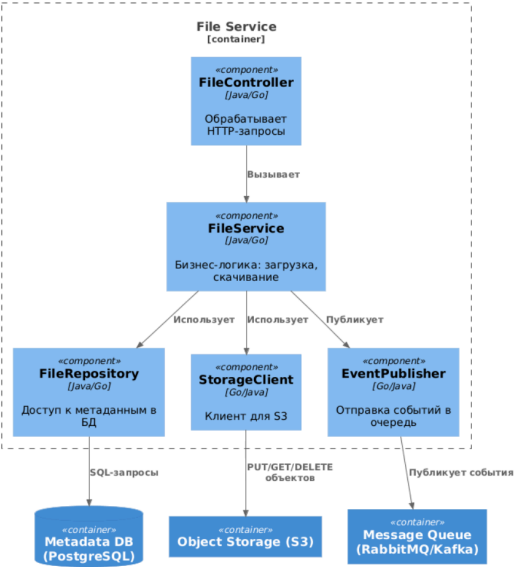 File Service
[container]
«component»
FileController
[Java/Go]
Обрабатывает
HTTP-запросы
Вызывает
«component»
FileService
[Java/Go]
Бизнес-логика: загрузка,
скачивание
Использует
Использует
Публикует
«component»
FileRepository
[Java/Go]
Доступ к метаданным в
БД
«component»
StorageClient
[Go/Java]
Клиент для S3
«component»
EventPublisher
[Go/Java]
Отправка событий в
очередь
SQL-запросы
PUT/GET/DELETE
объектов
Публикует события
«container»
Metadata DB
(PostgreSQL)
«container»
Object Storage (S3)
«container»
Message Queue
(RabbitMQ/Kafka)